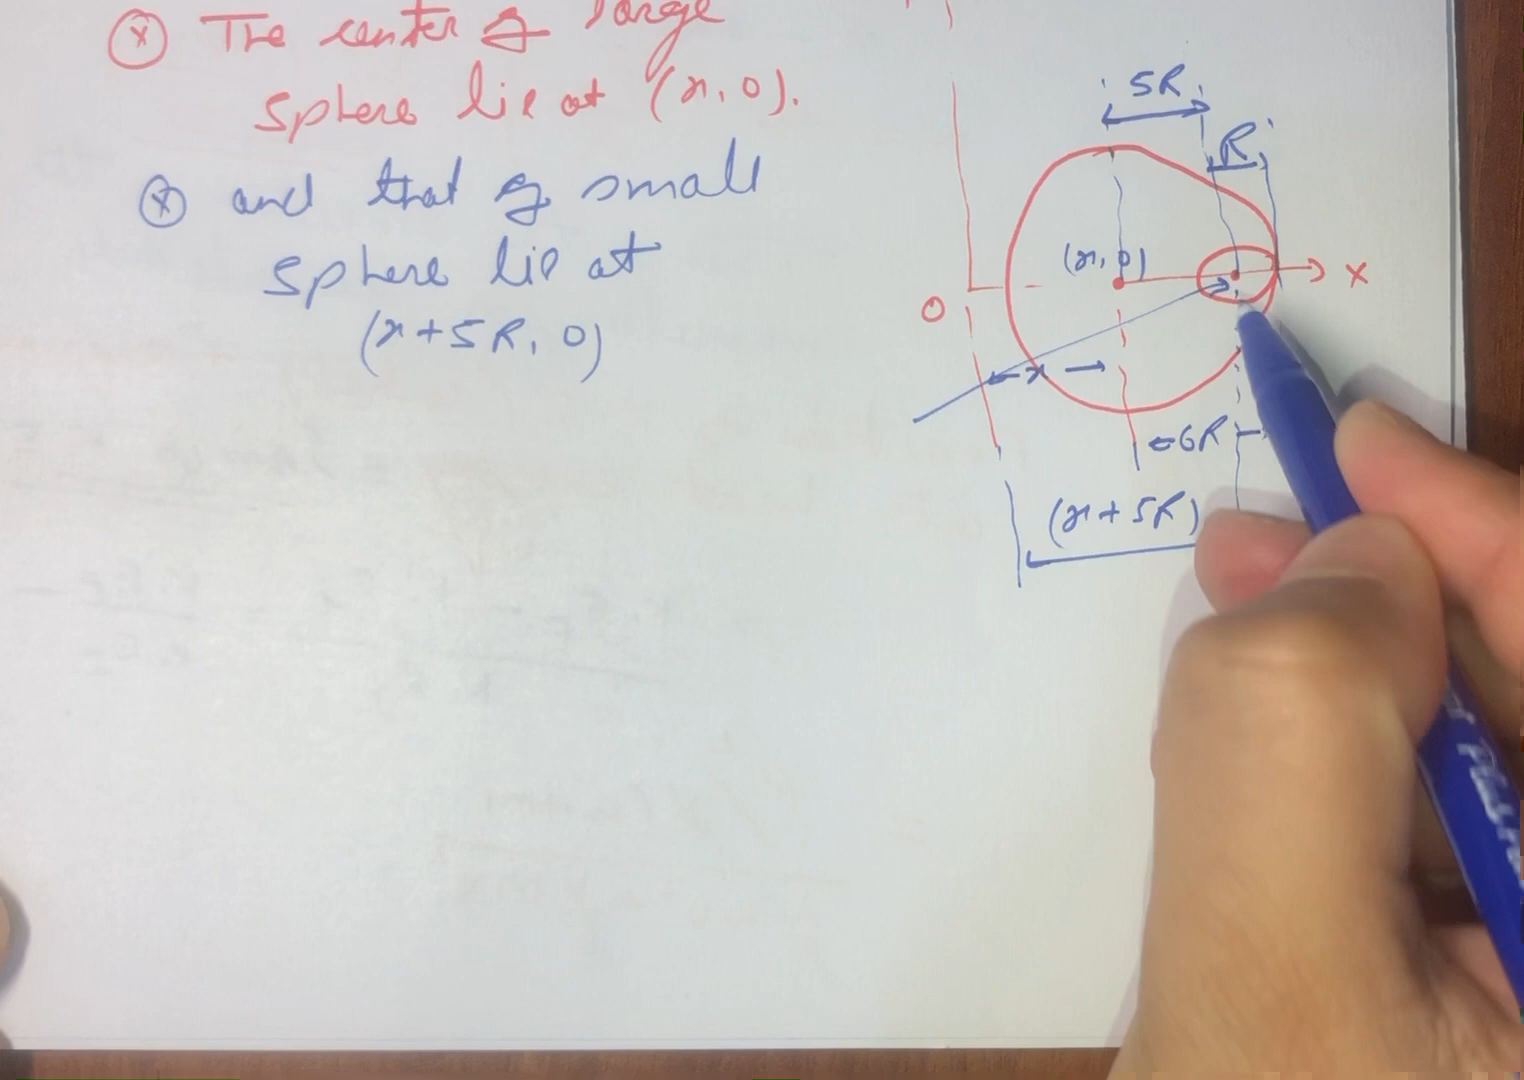 ⓧ The center of large
sphere lie at (x, 0).
ⓧ and that of small
sphere lie at
(x+5R, 0)
5R
R
(x, 0)
X
O
x
6R
(x+5R)